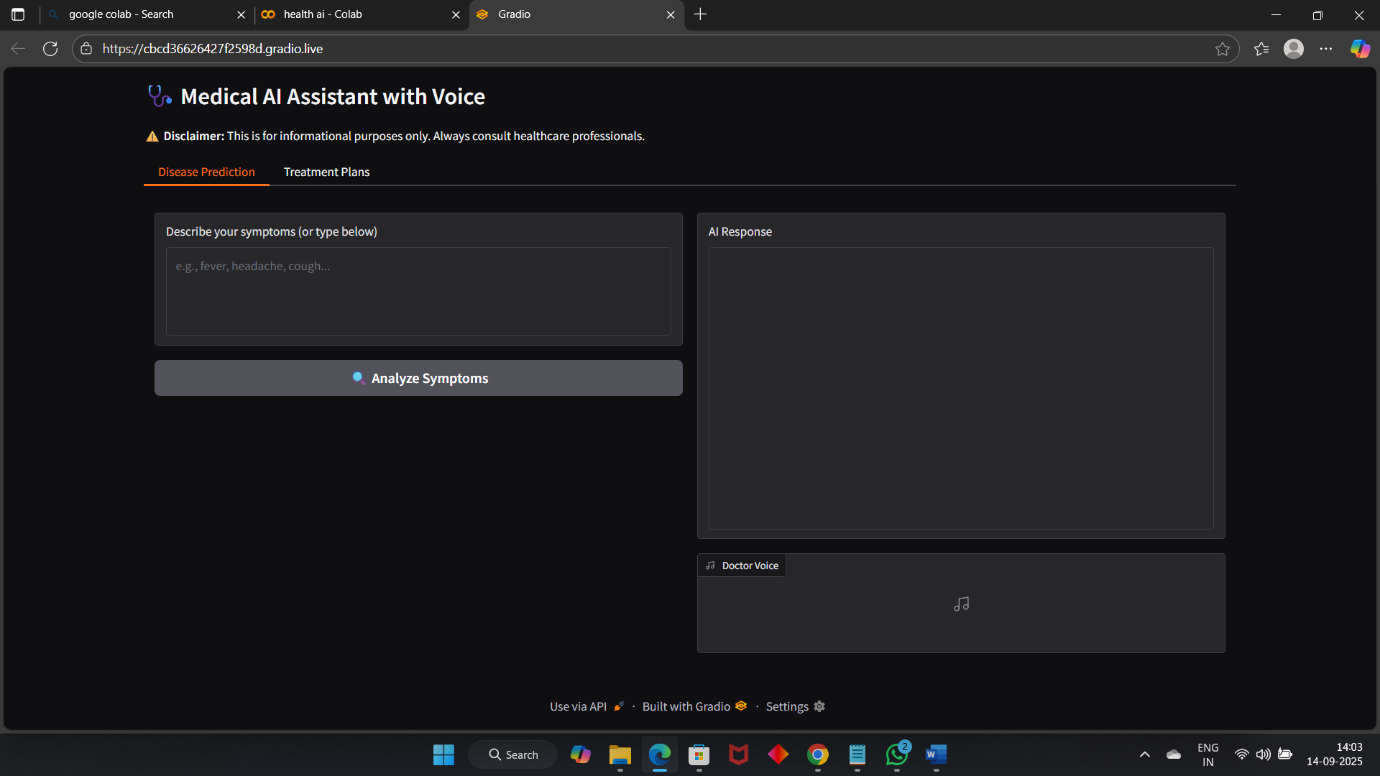 google colab - Search
health ai - Colab
Gradio
https://cbcd36626427f2598d.gradio.live
Medical AI Assistant with Voice
Disclaimer: This is for informational purposes only. Always consult healthcare professionals.
Disease Prediction
Treatment Plans
Describe your symptoms (or type below)
e.g., fever, headache, cough...
Analyze Symptoms
AI Response
Doctor Voice
Use via API · Built with Gradio · Settings
Search
2
ENG
IN
14:03
14-09-2025